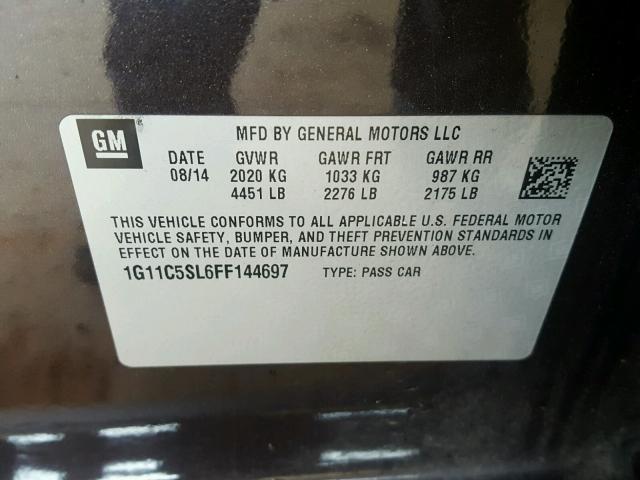 GM
MFD BY GENERAL MOTORS LLC
DATE GVWR GAWR FRT GAWR RR
08/14 2020 KG 1033 KG 987 KG
4451 LB 2276 LB 2175 LB
THIS VEHICLE CONFORMS TO ALL APPLICABLE U.S. FEDERAL MOTOR
VEHICLE SAFETY, BUMPER, AND THEFT PREVENTION STANDARDS IN
EFFECT ON THE DATE OF MANUFACTURE SHOWN ABOVE.
1G11C5SL6FF144697 TYPE: PASS CAR